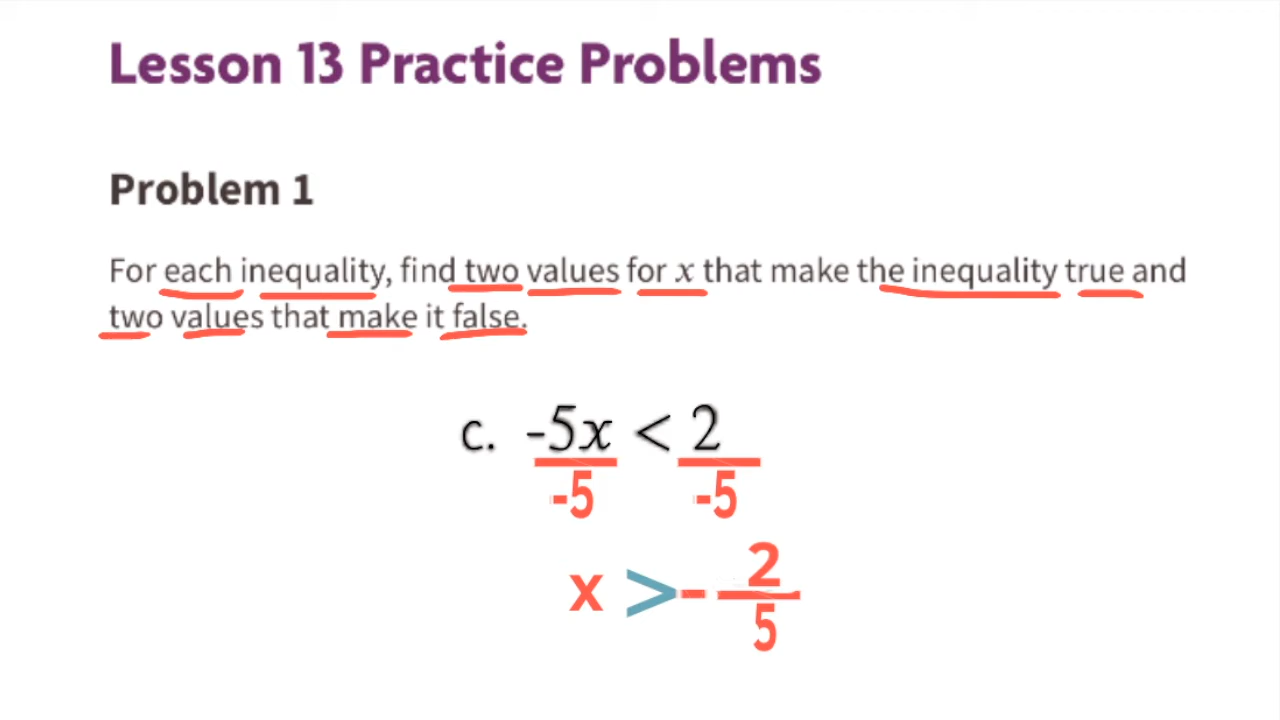 Lesson 13 Practice Problems
Problem 1
For each inequality, find two values for x that make the inequality true and
two values that make it false.
c. -5x < 2
-5 -5
x > - 2
5